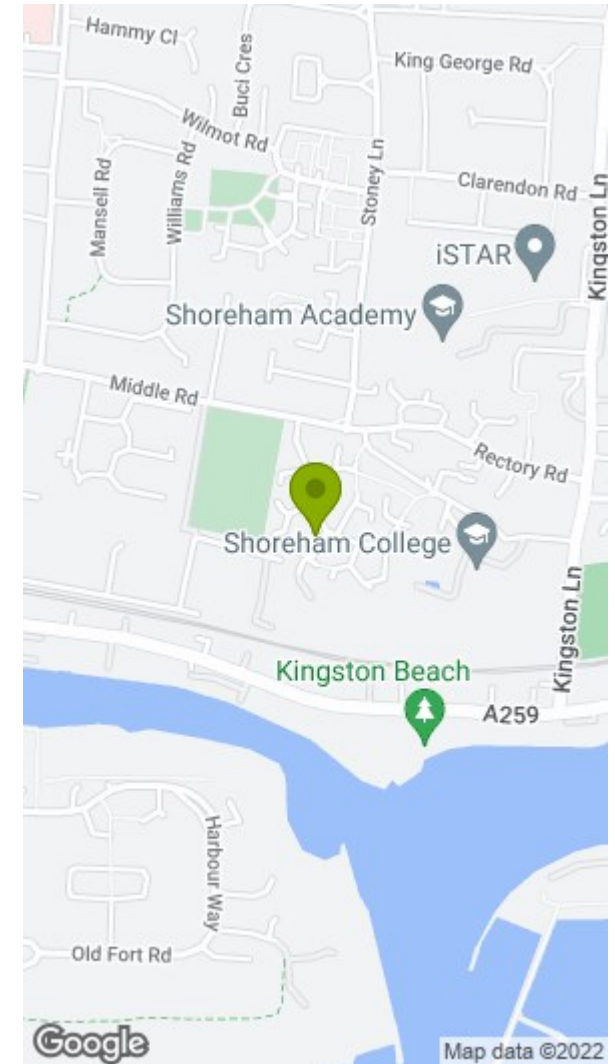 Hammy Cl
Buci Cres
King George Rd
Wilmot Rd
Mansell Rd
Williams Rd
Stoney Ln
Clarendon Rd
Kingston Ln
iSTAR
Shoreham Academy
Middle Rd
Rectory Rd
Shoreham College
Kingston Ln
Kingston Beach
A259
Harbour Way
Old Fort Rd
Google
Map data ©2022